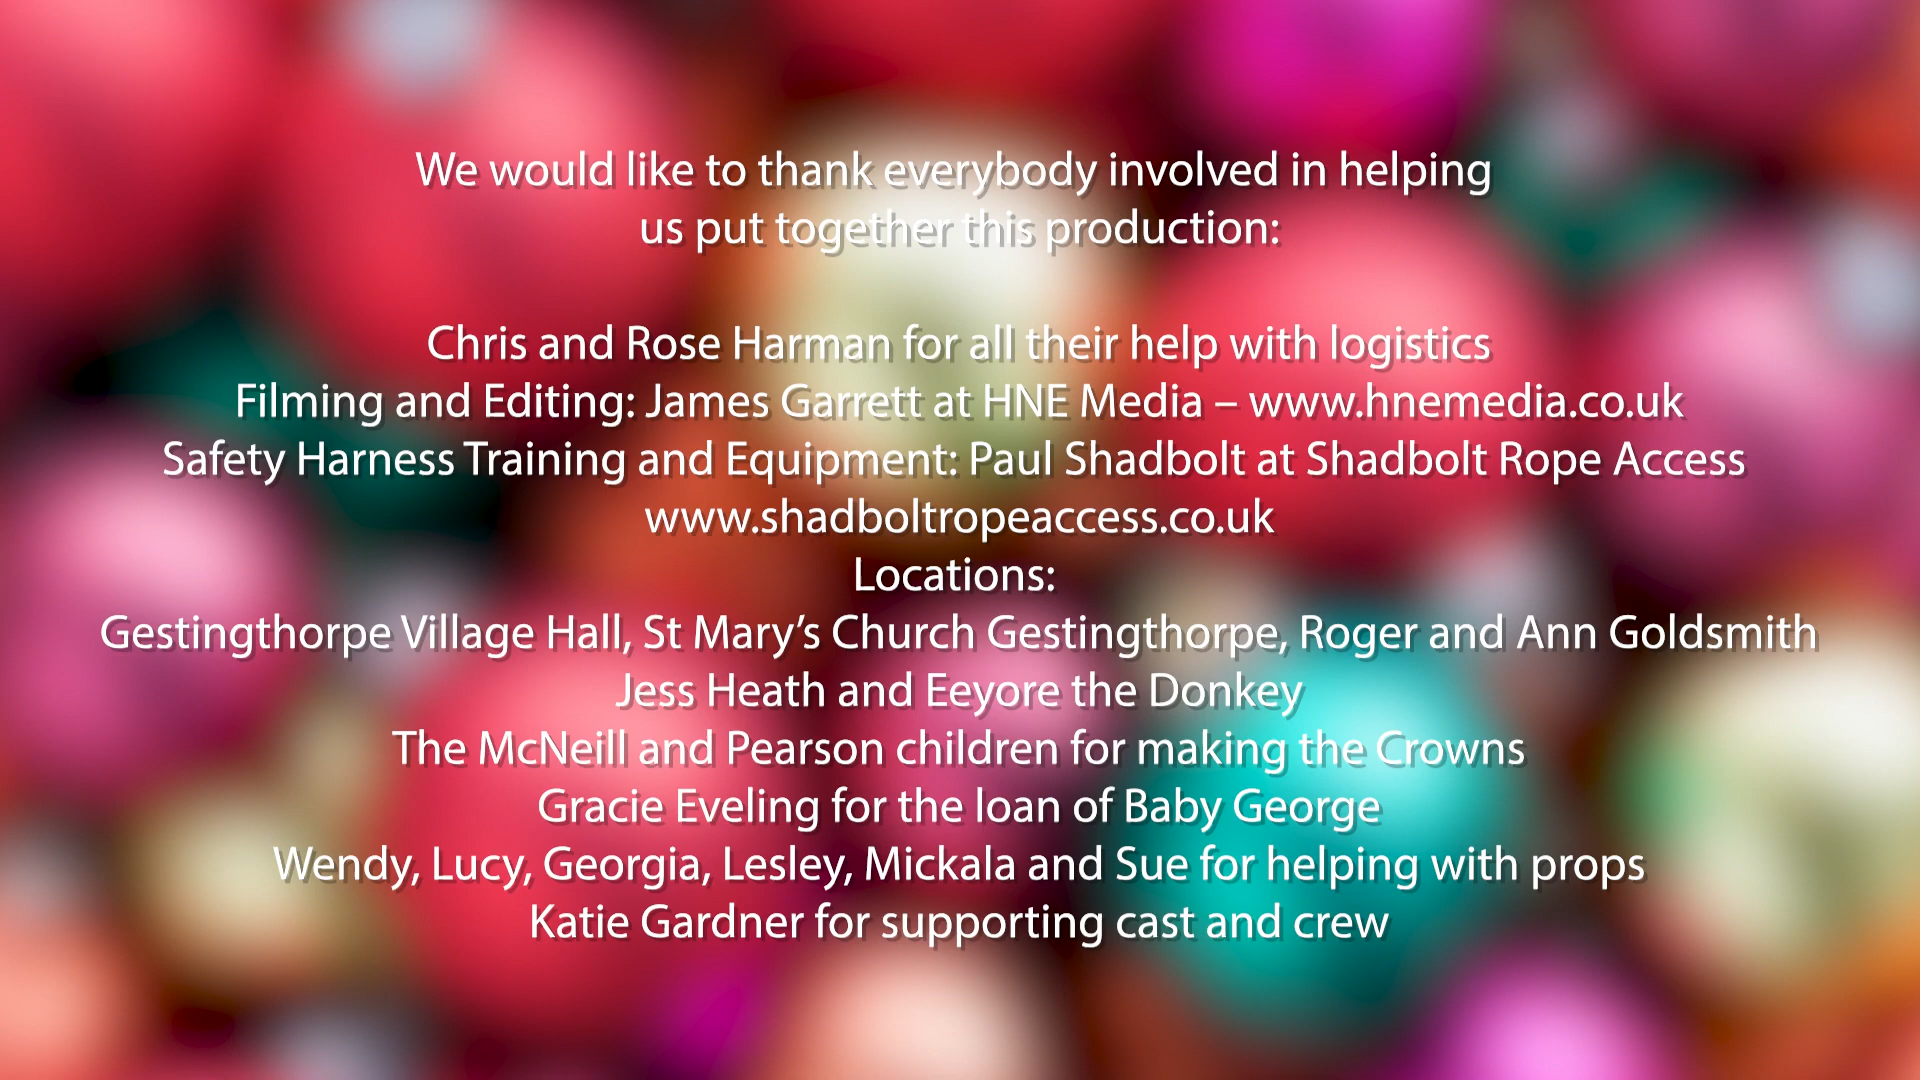 We would like to thank everybody involved in helping
us put together this production:
Chris and Rose Harman for all their help with logistics
Filming and Editing: James Garrett at HNE Media – www.hnemedia.co.uk
Safety Harness Training and Equipment: Paul Shadbolt at Shadbolt Rope Access
www.shadboltropeaccess.co.uk
Locations:
Gestingthorpe Village Hall, St Mary’s Church Gestingthorpe, Roger and Ann Goldsmith
Jess Heath and Eeyore the Donkey
The McNeill and Pearson children for making the Crowns
Gracie Eveling for the loan of Baby George
Wendy, Lucy, Georgia, Lesley, Mickala and Sue for helping with props
Katie Gardner for supporting cast and crew